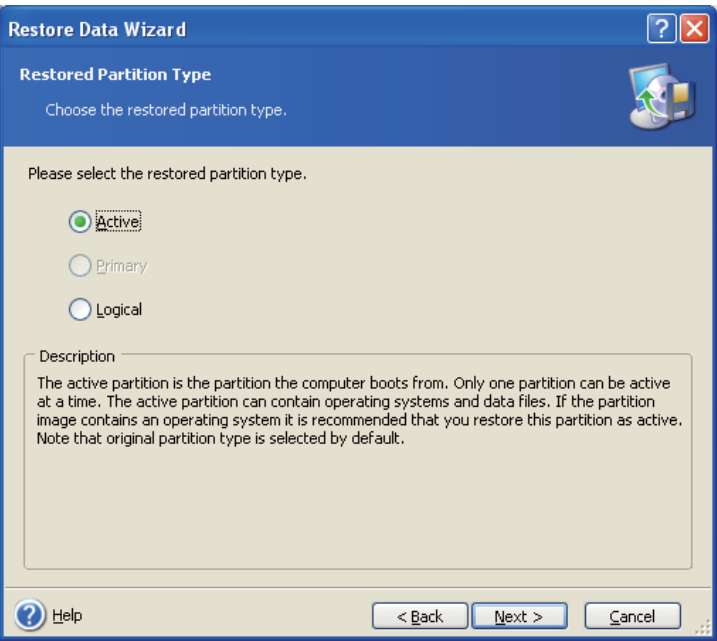 Restore Data Wizard
?
Restored Partition Type
Choose the restored partition type.
Please select the restored partition type.
Active
Primary
Logical
Description
The active partition is the partition the computer boots from. Only one partition can be active
at a time. The active partition can contain operating systems and data files. If the partition
image contains an operating system it is recommended that you restore this partition as active.
Note that original partition type is selected by default.
? Help
< Back
Next >
Cancel